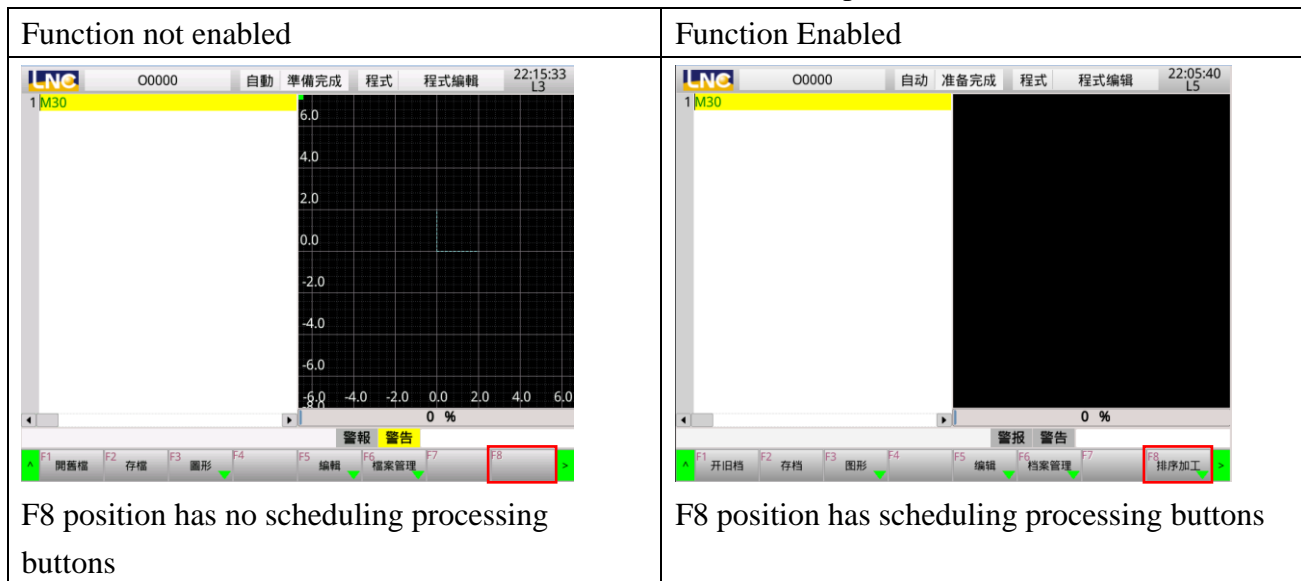 Function not enabled
Function Enabled
LNC O0000 自動 準備完成 程式 程式編輯 22:15:33 L3
1 M30
6.0
4.0
2.0
0.0
-2.0
-4.0
-6.0
-8.0
-6.0 -4.0 -2.0 0.0 2.0 4.0 6.0
0 %
警報 警告
^ F1 開舊檔 F2 存檔 F3 圖形 F4 F5 編輯 F6 檔案管理 F7 F8 >
LNC O0000 自动 准备完成 程式 程式编辑 22:05:40 L5
1 M30
0 %
警报 警告
^ F1 开旧档 F2 存档 F3 图形 F4 F5 编辑 F6 档案管理 F7 F8 排序加工 >
F8 position has no scheduling processing
buttons
F8 position has scheduling processing buttons